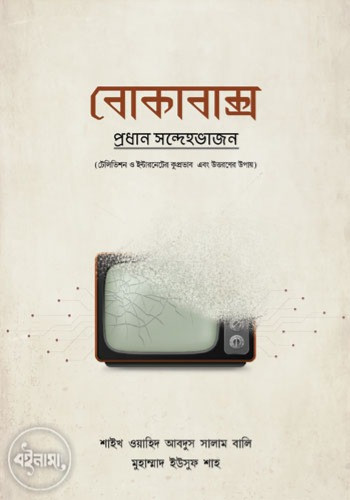 বোকাবাক্স
প্রধান সন্দেহভাজন
(টেলিভিশন ও ইন্টারনেটের কুপ্রভাব এবং উত্তরণের উপায়)
শাইখ ওয়াহিদ আবদুস সালাম বালি
মুহাম্মাদ ইউসুফ শাহ
বইনামা